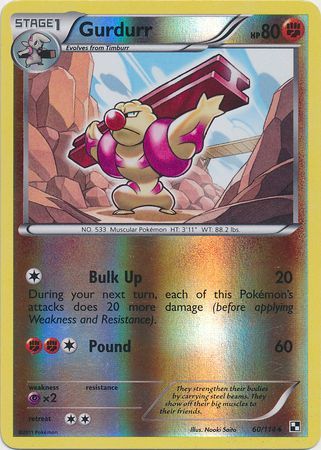 STAGE1
Gurdurr
HP80
Evolves from Timburr
NO. 533 Muscular Pokémon HT: 3'11" WT: 88.2 lbs.
Bulk Up 20
During your next turn, each of this Pokémon's
attacks does 20 more damage (before applying
Weakness and Resistance).
Pound 60
weakness resistance
×2
retreat
They strengthen their bodies
by carrying steel beams. They
show off their big muscles to
their friends.
©2011 Pokémon
Illus. Naoki Saito
60/114